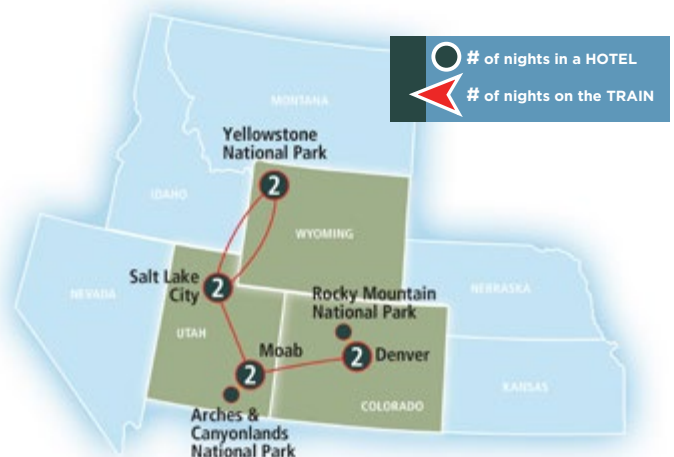 # of nights in a HOTEL
# of nights on the TRAIN
MONTANA
Yellowstone
National Park
2
IDAHO
WYOMING
Salt Lake
City
2
NEVADA
NEBRASKA
Rocky Mountain
National Park
UTAH
Moab
2
2
Denver
KANSAS
COLORADO
Arches &
Canyonlands
National Park